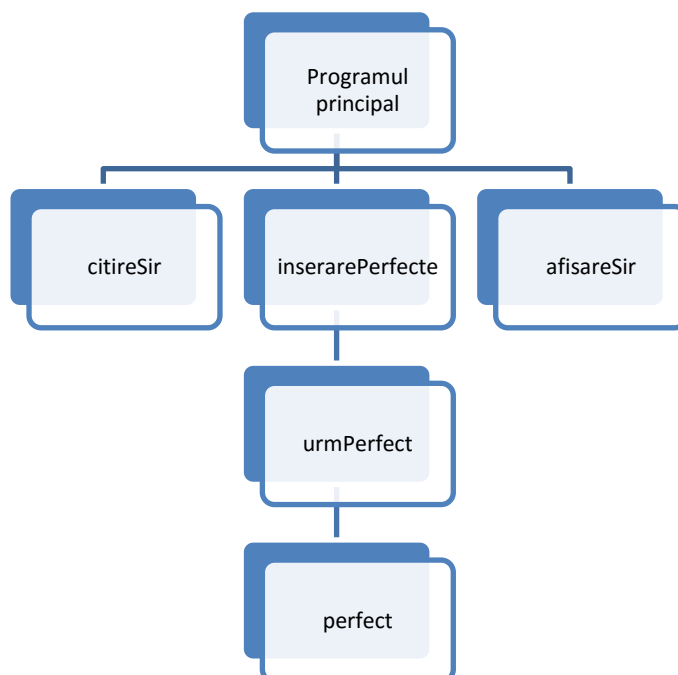 Programul
principal
citireSir
inserarePerfecte
afisareSir
urmPerfect
perfect